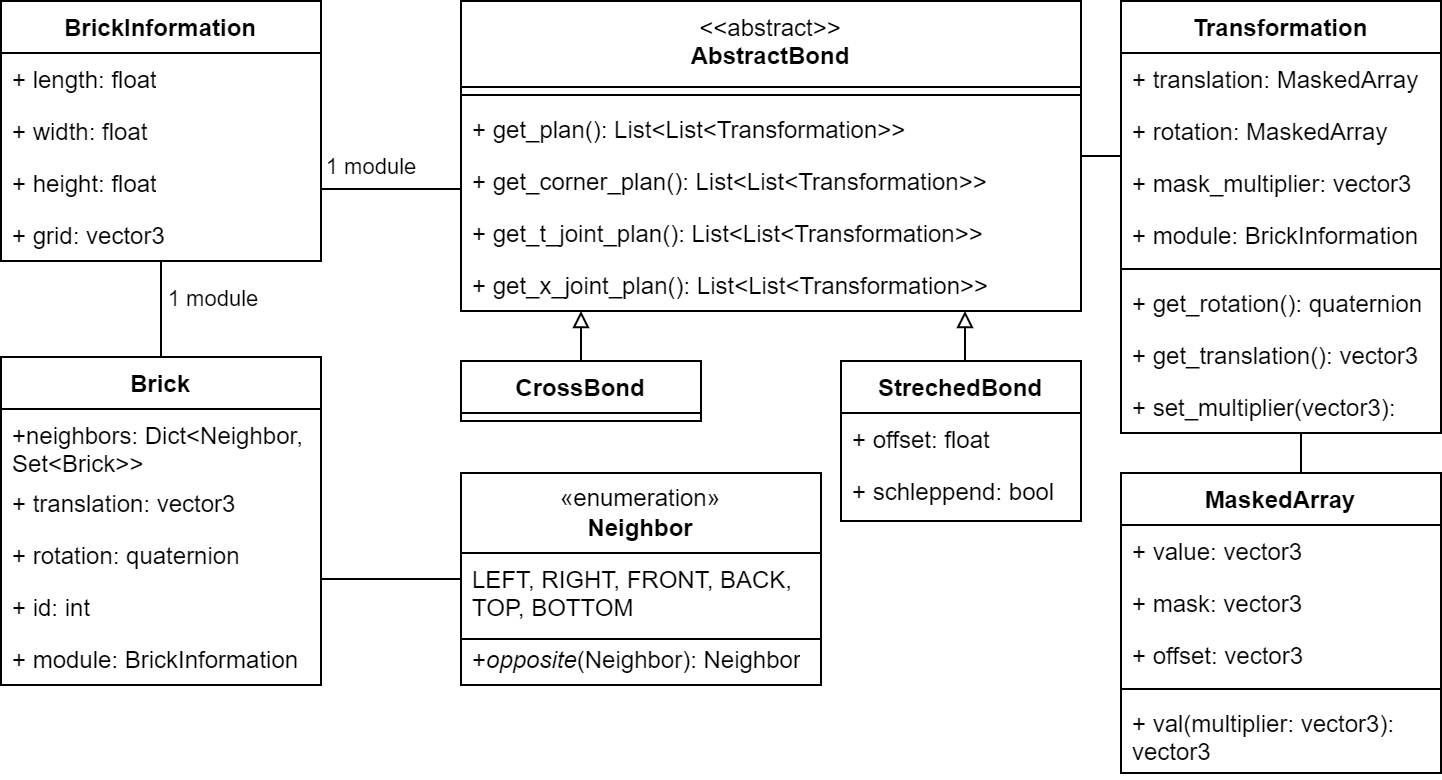 BrickInformation
+ length: float
+ width: float
+ height: float
+ grid: vector3
1 module
1 module
<<abstract>>
AbstractBond
+ get_plan(): List<List<Transformation>>
+ get_corner_plan(): List<List<Transformation>>
+ get_t_joint_plan(): List<List<Transformation>>
+ get_x_joint_plan(): List<List<Transformation>>
Transformation
+ translation: MaskedArray
+ rotation: MaskedArray
+ mask_multiplier: vector3
+ module: BrickInformation
+ get_rotation(): quaternion
+ get_translation(): vector3
+ set_multiplier(vector3):
Brick
+neighbors: Dict<Neighbor,
Set<Brick>>
+ translation: vector3
+ rotation: quaternion
+ id: int
+ module: BrickInformation
CrossBond
StrechedBond
+ offset: float
+ schleppend: bool
«enumeration»
Neighbor
LEFT, RIGHT, FRONT, BACK,
TOP, BOTTOM
+opposite(Neighbor): Neighbor
MaskedArray
+ value: vector3
+ mask: vector3
+ offset: vector3
+ val(multiplier: vector3):
vector3